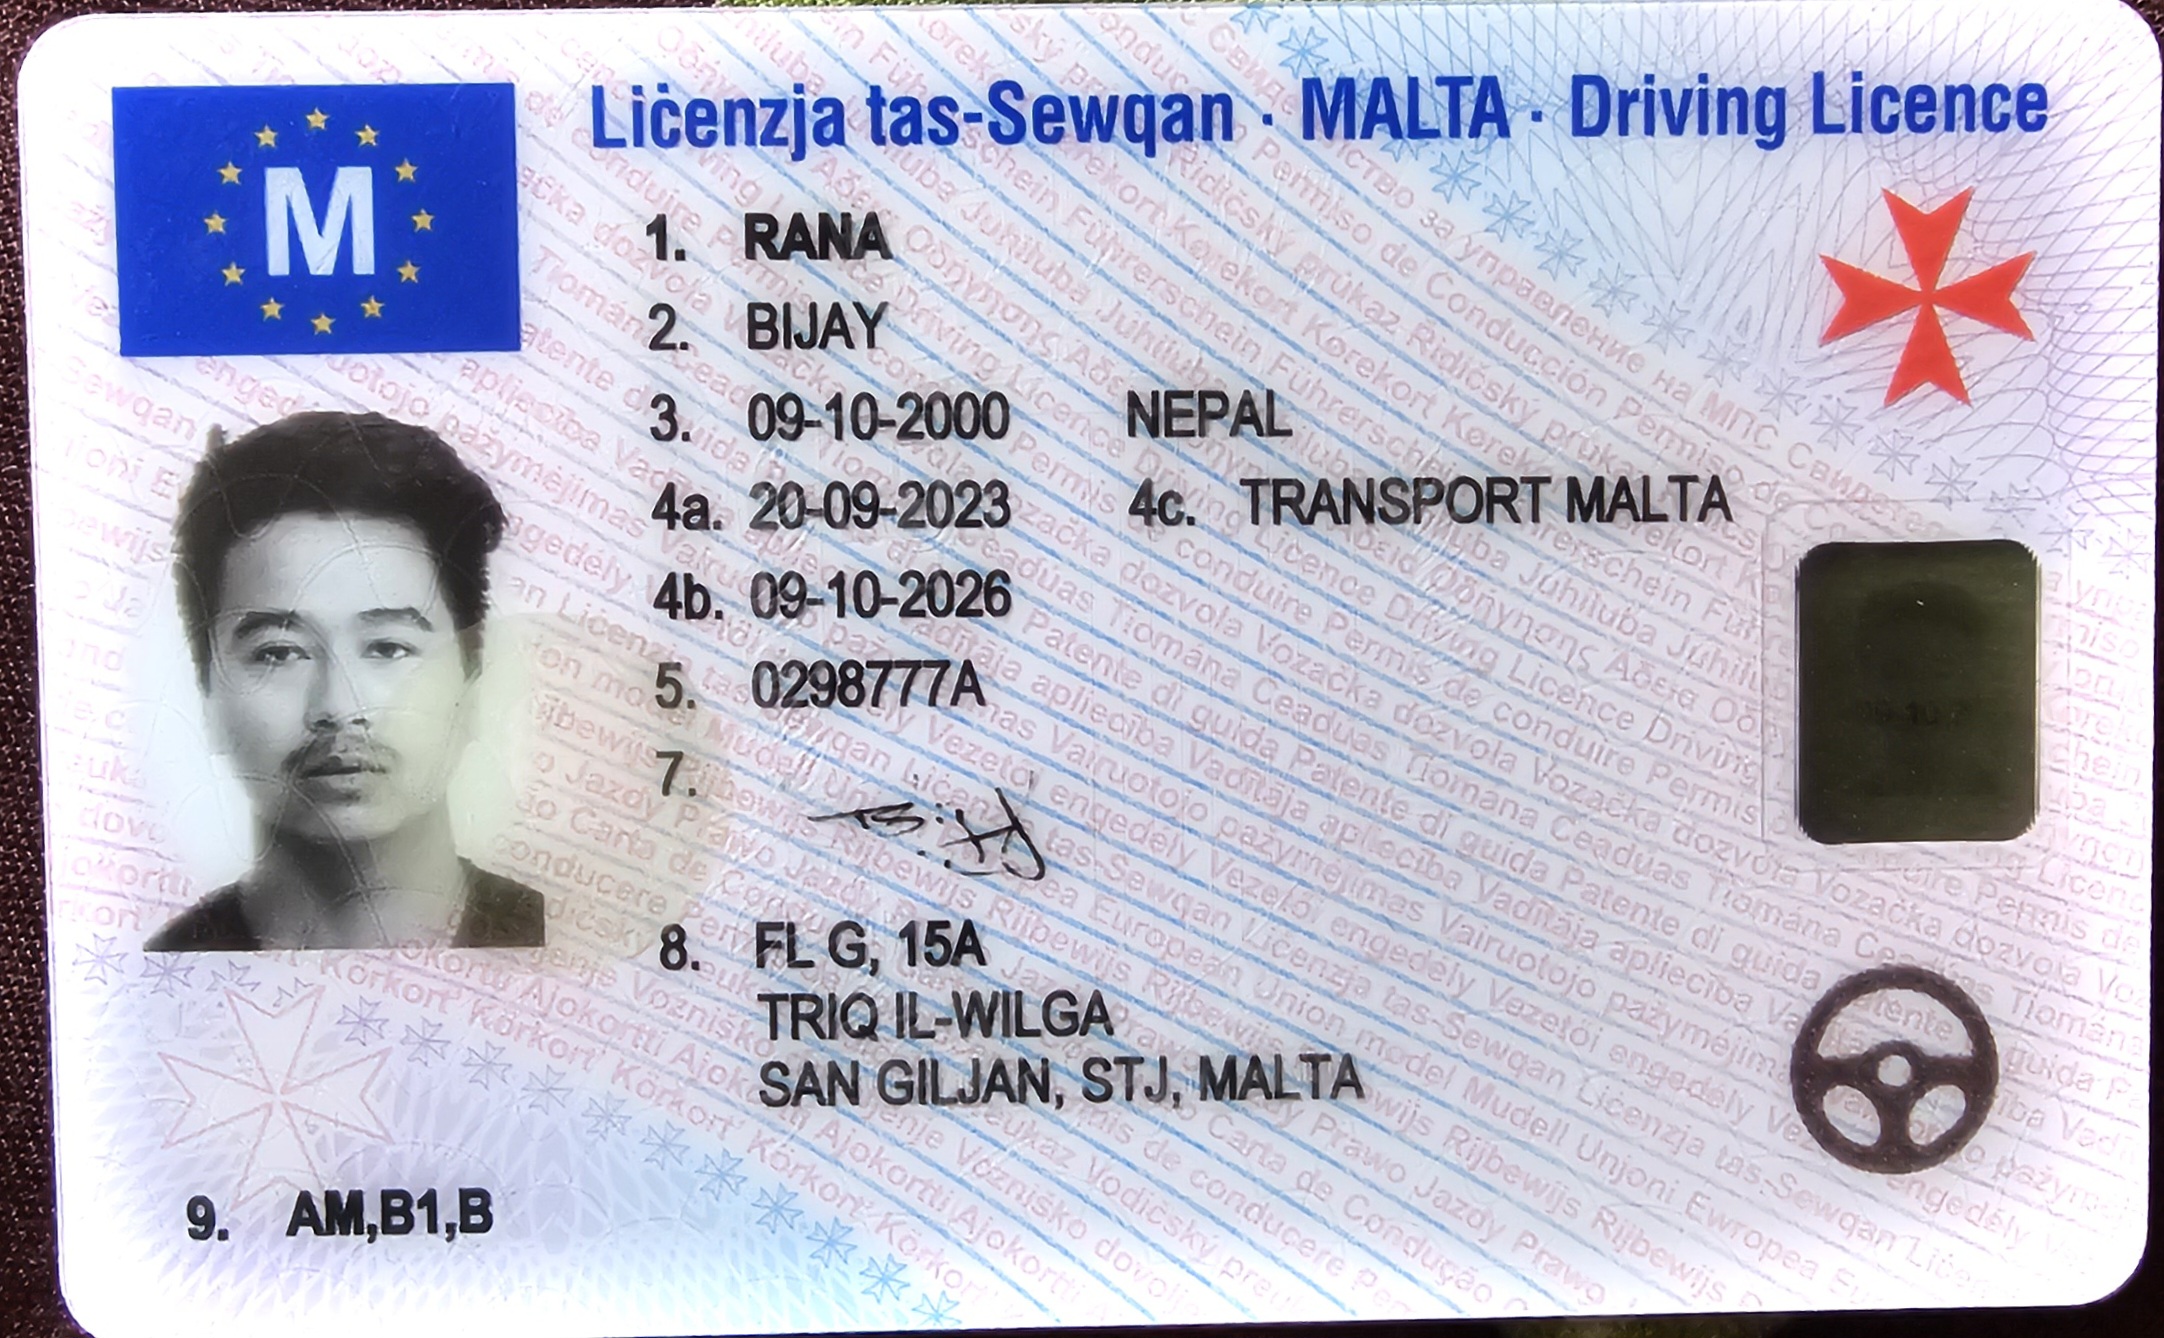 Liċenzja tas-Sewqan · MALTA · Driving Licence
M
1. RANA
2. BIJAY
3. 09-10-2000 NEPAL
4a. 20-09-2023 4c. TRANSPORT MALTA
4b. 09-10-2026
5. 0298777A
7.
8. FL G, 15A
TRIQ IL-WILGA
SAN GILJAN, STJ, MALTA
9. AM,B1,B